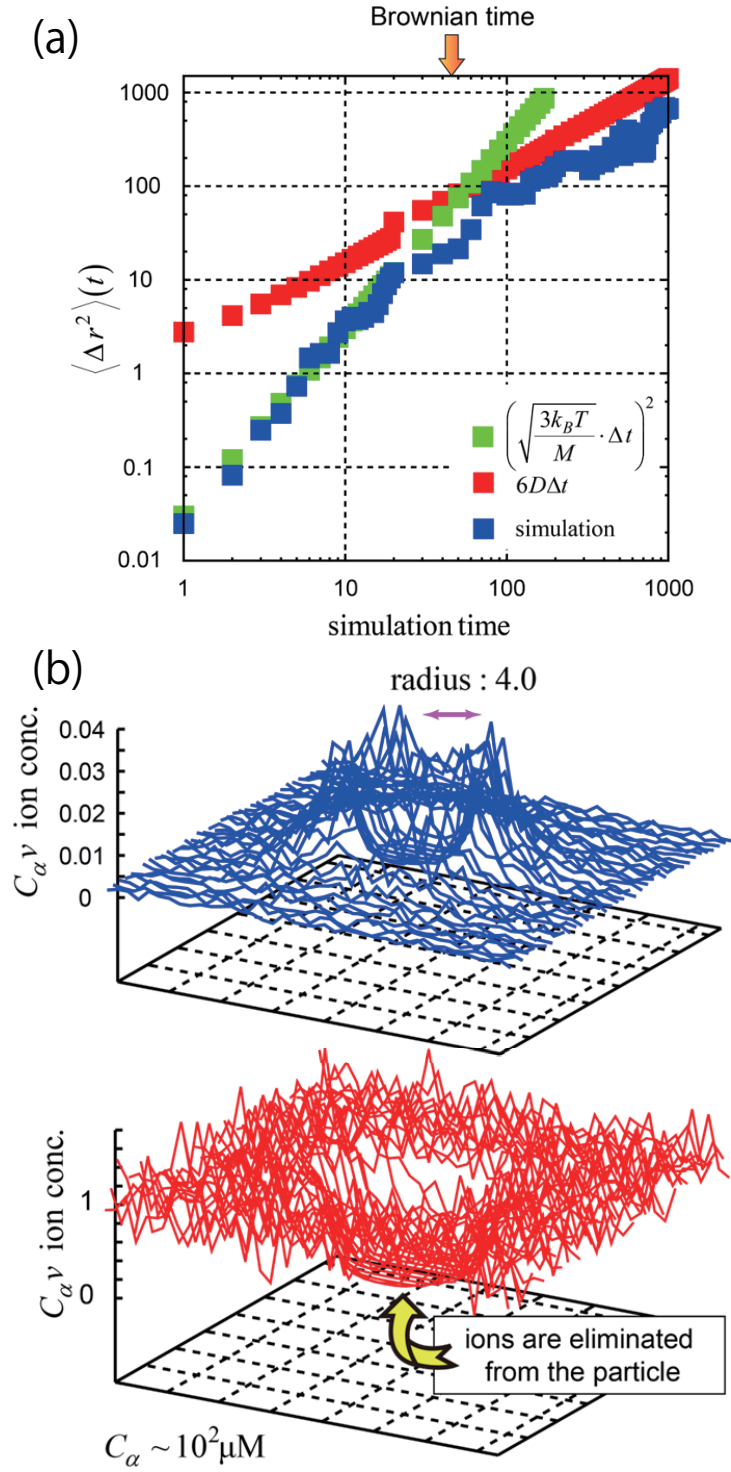 (a)
Brownian time
1000
100
10
1
0.1
0.01
⟨Δr²⟩(t)
(√(3k_BT/M)·Δt)²
6DΔt
simulation
1 10 100 1000
simulation time
(b)
radius : 4.0
0.04
0.03
0.02
0.01
0
C_αν ion conc.
1
0
C_αν ion conc.
ions are eliminated
from the particle
C_α ~ 10²μM